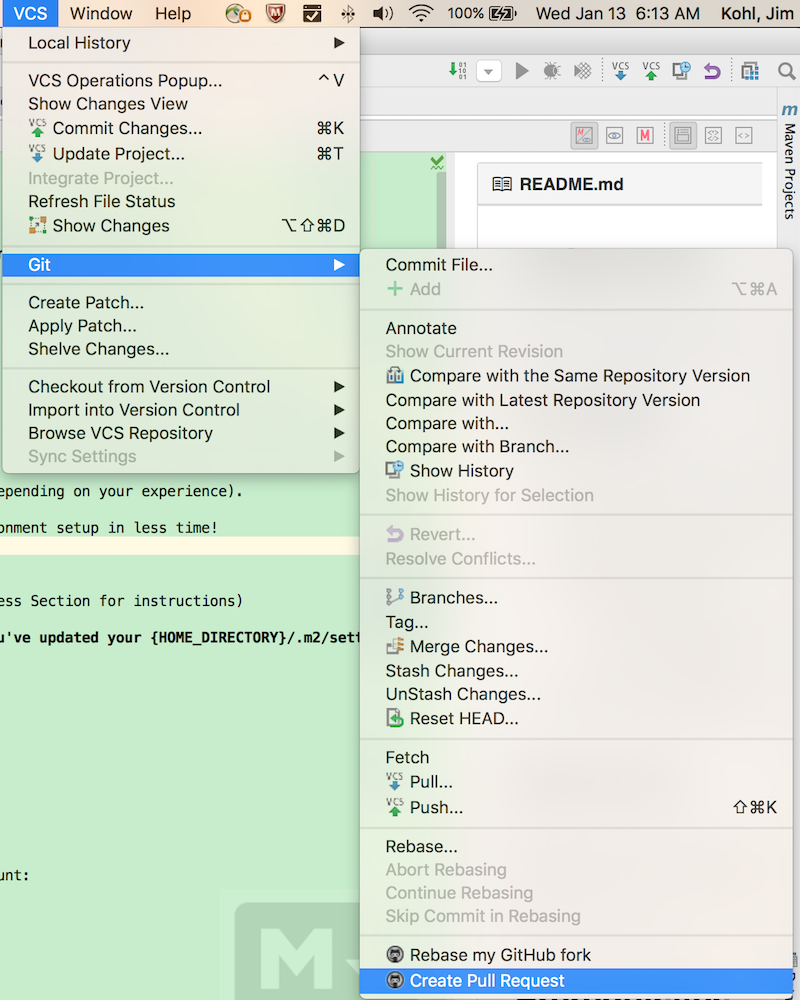 VCS Window Help 100% Wed Jan 13 6:13 AM Kohl, Jim
Local History
VCS Operations Popup... ^V
Show Changes View
VCS Commit Changes... ⌘K
VCS Update Project... ⌘T
Integrate Project...
Refresh File Status
Show Changes ⌥⇧⌘D
Git
Create Patch...
Apply Patch...
Shelve Changes...
Checkout from Version Control
Import into Version Control
Browse VCS Repository
Sync Settings
VCS VCS
M
README.md
m Maven Projects
Commit File...
Add ⌥⌘A
Annotate
Show Current Revision
Compare with the Same Repository Version
Compare with Latest Repository Version
Compare with...
Compare with Branch...
Show History
Show History for Selection
Revert...
Resolve Conflicts...
Branches...
Tag...
Merge Changes...
Stash Changes...
UnStash Changes...
Reset HEAD...
Fetch
VCS Pull...
VCS Push... ⇧⌘K
Rebase...
Abort Rebasing
Continue Rebasing
Skip Commit in Rebasing
Rebase my GitHub fork
Create Pull Request
epending on your experience).
onment setup in less time!
ess Section for instructions)
u've updated your {HOME_DIRECTORY}/.m2/sett
unt:
M